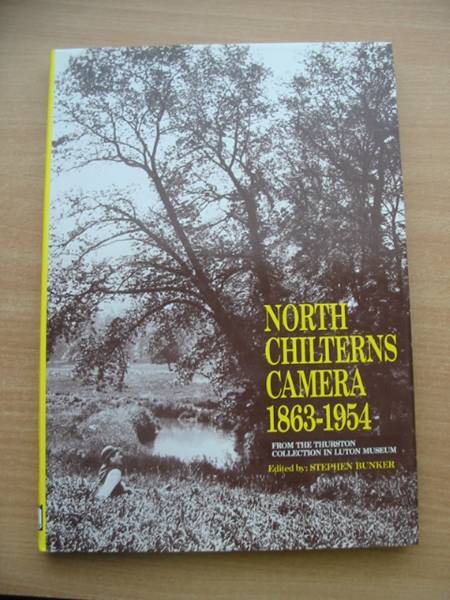 NORTH
CHILTERNS
CAMERA
1863-1954
FROM THE THURSTON
COLLECTION IN LUTON MUSEUM
Edited by: STEPHEN BUNKER